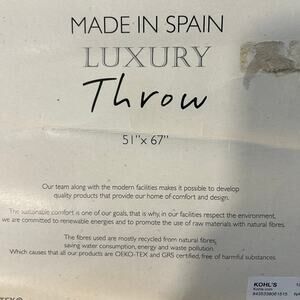 MADE IN SPAIN
LUXURY
Throw
51"x 67"
Our team along with the modern facilities makes it possible to develop
quality products that provide our home of comfort and design.
The sustainable comfort is one of our goals, that is why, in our facilities respect the environment,
we are committed to renewable energies and to promote the use of raw materials with natural fibres.
The fibres used are mostly recycled from natural fibres,
saving water consumption, energy and waste pollution.
Which causes that all our products are OEKO-TEX and GRS certified, free of harmful substances.
KOHL'S
Kohls.com